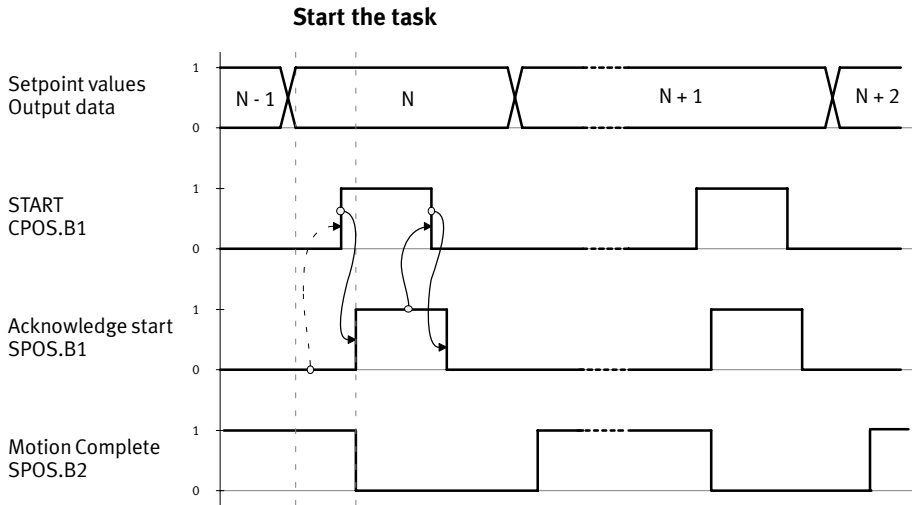 Start the task
Setpoint values
Output data
1
0
N - 1
N
N + 1
N + 2
START
CPOS.B1
1
0
Acknowledge start
SPOS.B1
1
0
Motion Complete
SPOS.B2
1
0